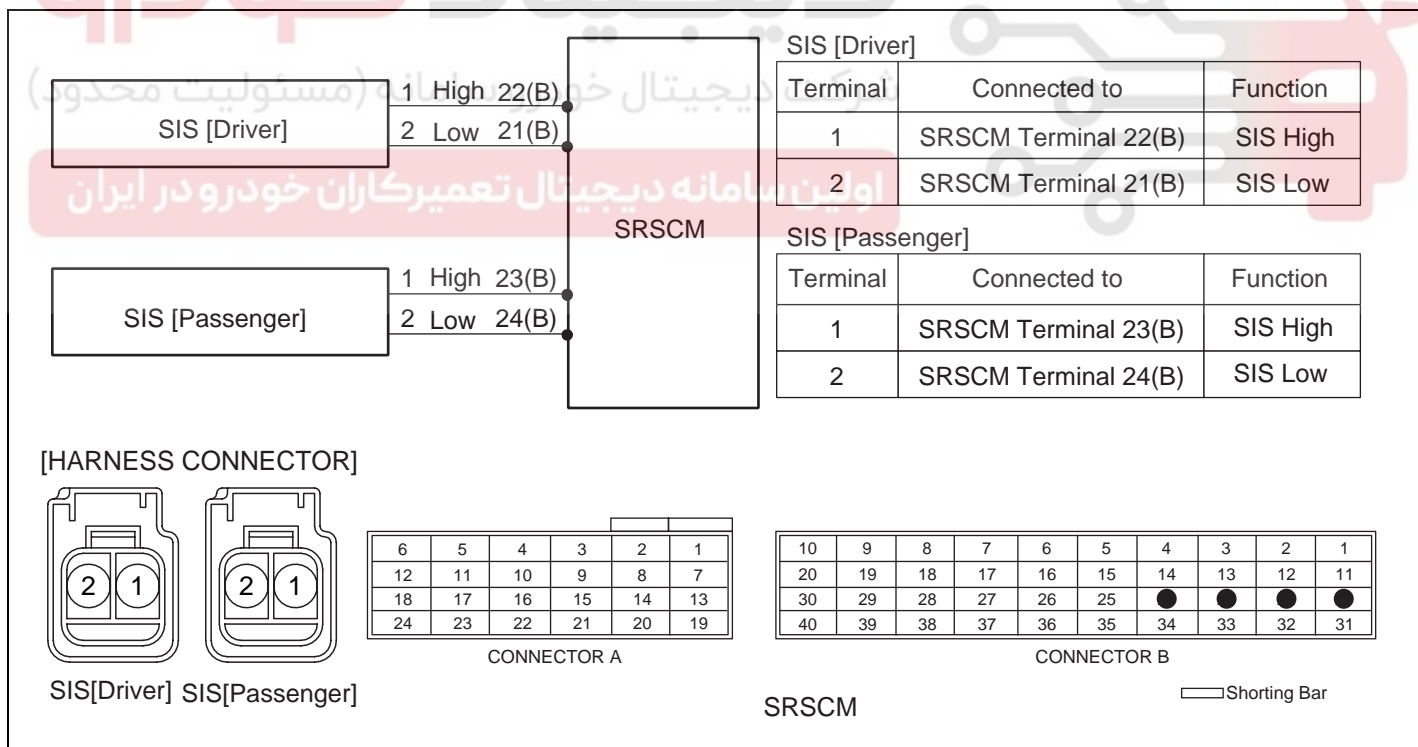 دیجیتال خودرو
شرکت دیجیتال خودرو سامانه (مسئولیت محدود)
اولین سامانه دیجیتال تعمیرکاران خودرو در ایران
SIS [Driver]
1 High 22(B)
2 Low 21(B)
SIS [Passenger]
1 High 23(B)
2 Low 24(B)
SRSCM
SIS [Driver]
Terminal Connected to Function
1 SRSCM Terminal 22(B) SIS High
2 SRSCM Terminal 21(B) SIS Low
SIS [Passenger]
Terminal Connected to Function
1 SRSCM Terminal 23(B) SIS High
2 SRSCM Terminal 24(B) SIS Low
[HARNESS CONNECTOR]
2 1
SIS[Driver]
2 1
SIS[Passenger]
6 5 4 3 2 1
12 11 10 9 8 7
18 17 16 15 14 13
24 23 22 21 20 19
CONNECTOR A
10 9 8 7 6 5 4 3 2 1
20 19 18 17 16 15 14 13 12 11
30 29 28 27 26 25
40 39 38 37 36 35 34 33 32 31
CONNECTOR B
Shorting Bar
SRSCM